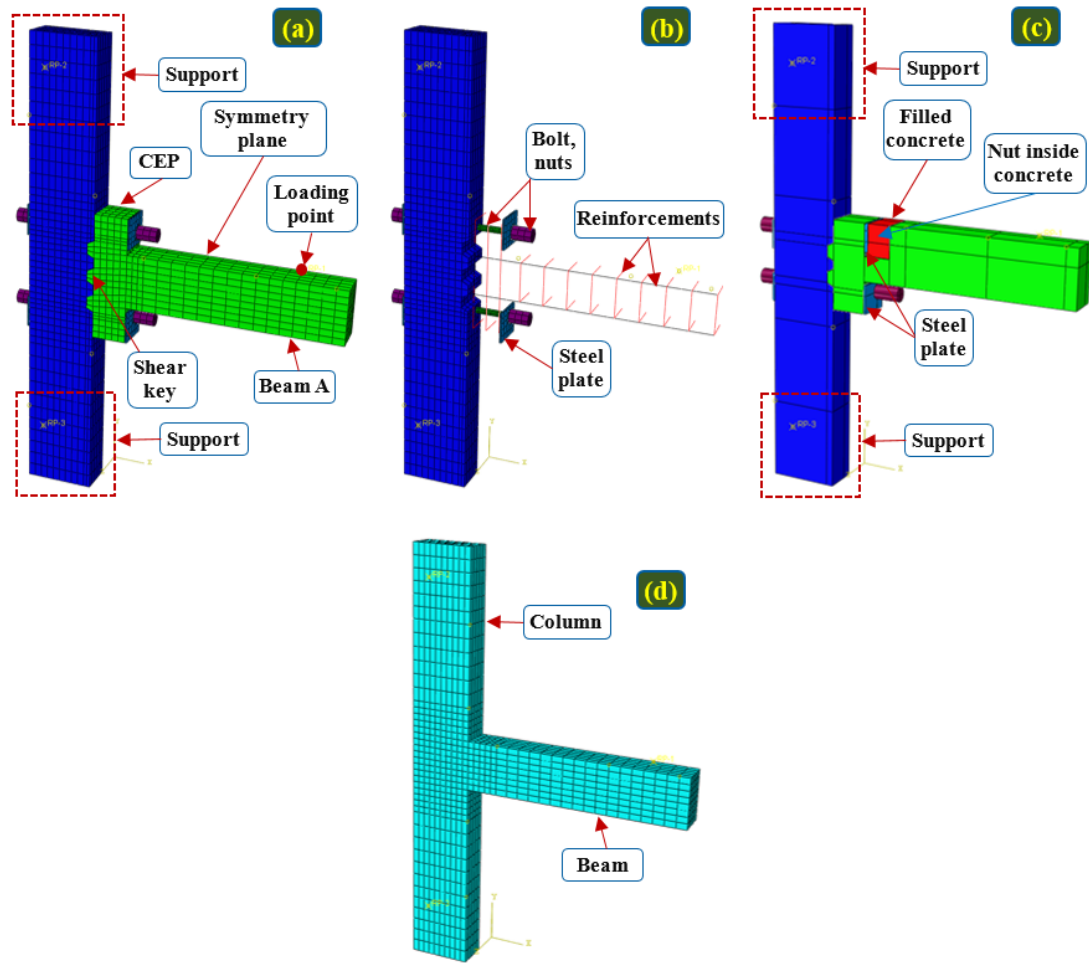 (a)
RP-2
Support
Symmetry
plane
CEP
Loading
point
Shear
key
Beam A
RP-3
Support
Y
X
(b)
RP-2
Bolt,
nuts
Reinforcements
Steel
plate
RP-3
Y
X
(c)
RP-2
Support
Filled
concrete
Nut inside
concrete
Steel
plate
RP-3
Support
Y
X
(d)
Column
Beam
Y
X